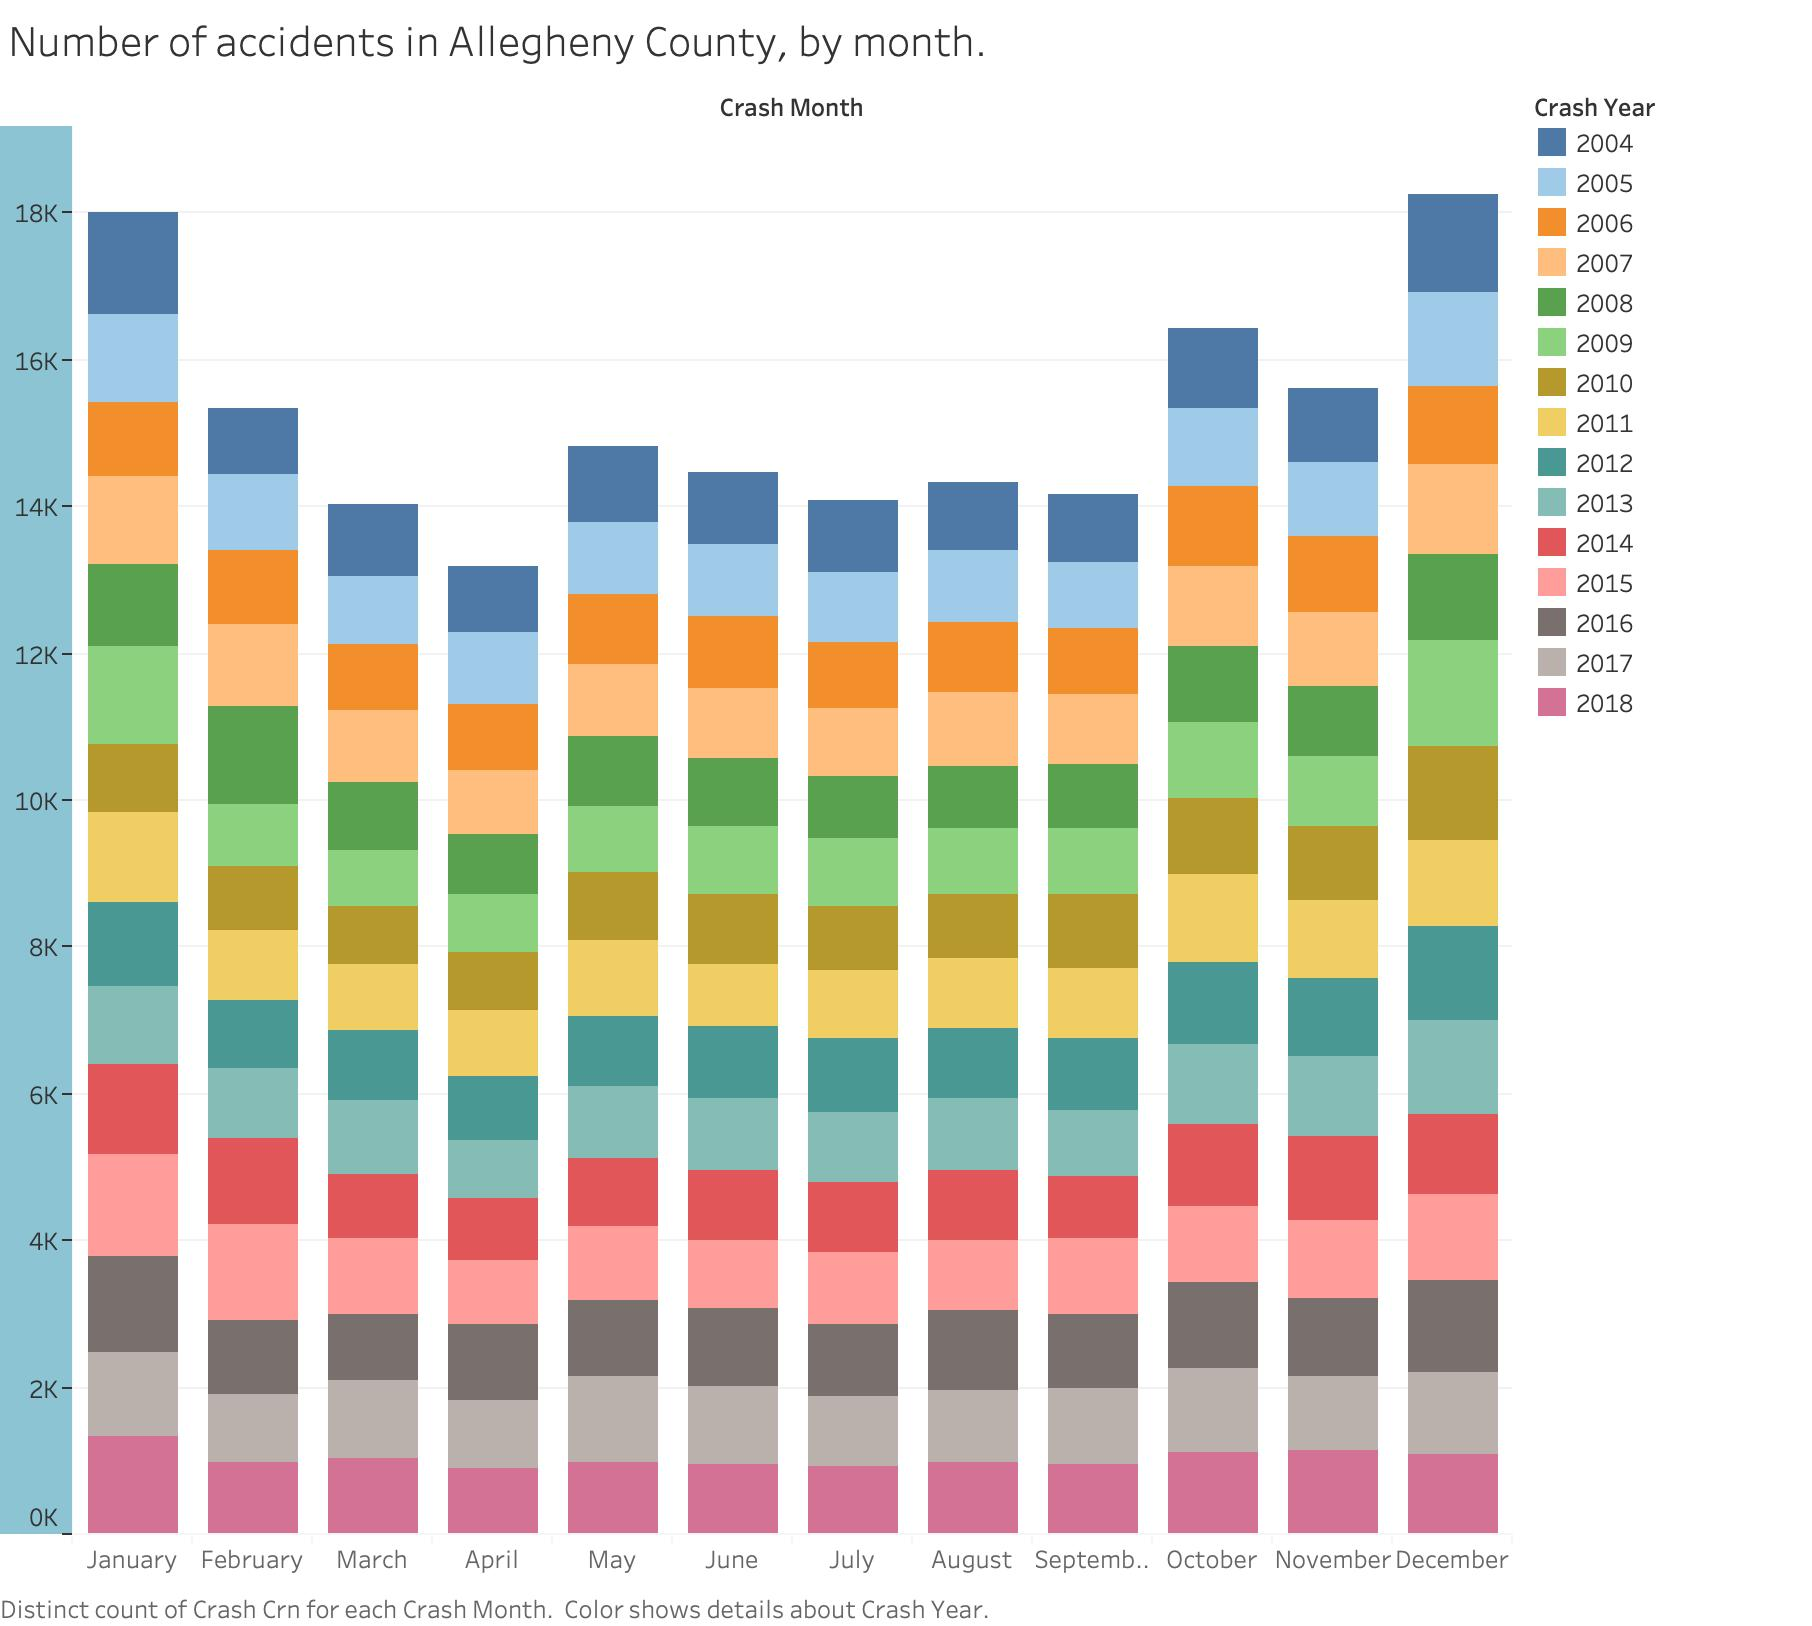 Number of accidents in Allegheny County, by month.
Crash Month
Crash Year
2004
2005
2006
2007
2008
2009
2010
2011
2012
2013
2014
2015
2016
2017
2018
18K
16K
14K
12K
10K
8K
6K
4K
2K
0K
January February March April May June July August Septemb.. October November December
Distinct count of Crash Crn for each Crash Month.  Color shows details about Crash Year.